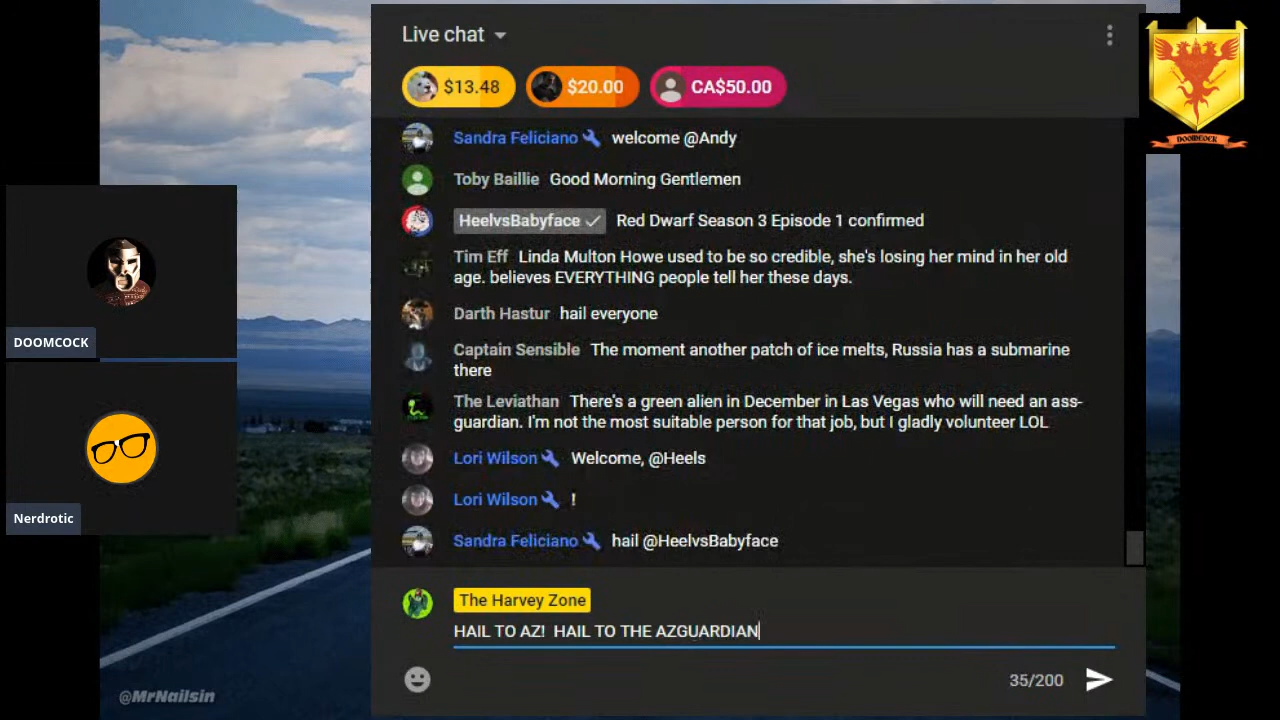 Live chat
$13.48 $20.00 CA$50.00
DOOMCOCK
Sandra Feliciano welcome @Andy
Toby Baillie Good Morning Gentlemen
HeelvsBabyface Red Dwarf Season 3 Episode 1 confirmed
Tim Eff Linda Multon Howe used to be so credible, she's losing her mind in her old
age. believes EVERYTHING people tell her these days.
Darth Hastur hail everyone
DOOMCOCK
Captain Sensible The moment another patch of ice melts, Russia has a submarine
there
The Leviathan There's a green alien in December in Las Vegas who will need an ass-
guardian. I'm not the most suitable person for that job, but I gladly volunteer LOL
Lori Wilson Welcome, @Heels
Lori Wilson !
Nerdrotic
Sandra Feliciano hail @HeelvsBabyface
The Harvey Zone
HAIL TO AZ!  HAIL TO THE AZGUARDIAN
35/200
@MrNailsin